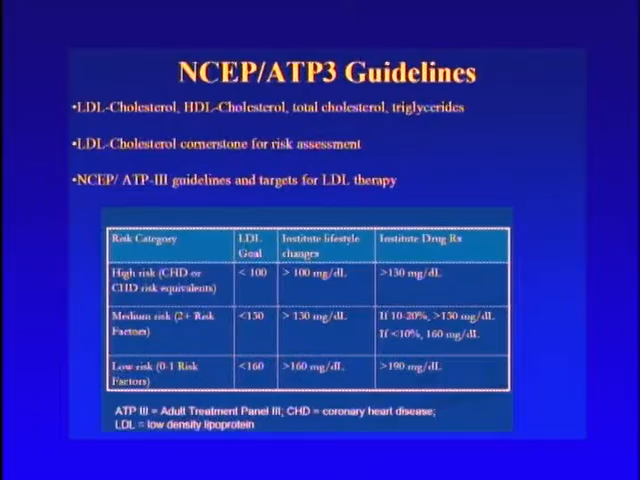 NCEP/ATP3 Guidelines
•LDL-Cholesterol, HDL-Cholesterol, total cholesterol, triglycerides
•LDL-Cholesterol cornerstone for risk assessment
•NCEP/ ATP-III guidelines and targets for LDL therapy
Risk Category LDL Goal Institute lifestyle changes Institute Drug Rx
High risk (CHD or CHD risk equivalents) < 100 > 100 mg/dL >130 mg/dL
Medium risk (2+ Risk Factors) <130 > 130 mg/dL If 10-20%, >130 mg/dL
If <10%, 160 mg/dL
Low risk (0-1 Risk Factors) <160 >160 mg/dL >190 mg/dL
ATP III = Adult Treatment Panel III; CHD = coronary heart disease;
LDL = low density lipoprotein